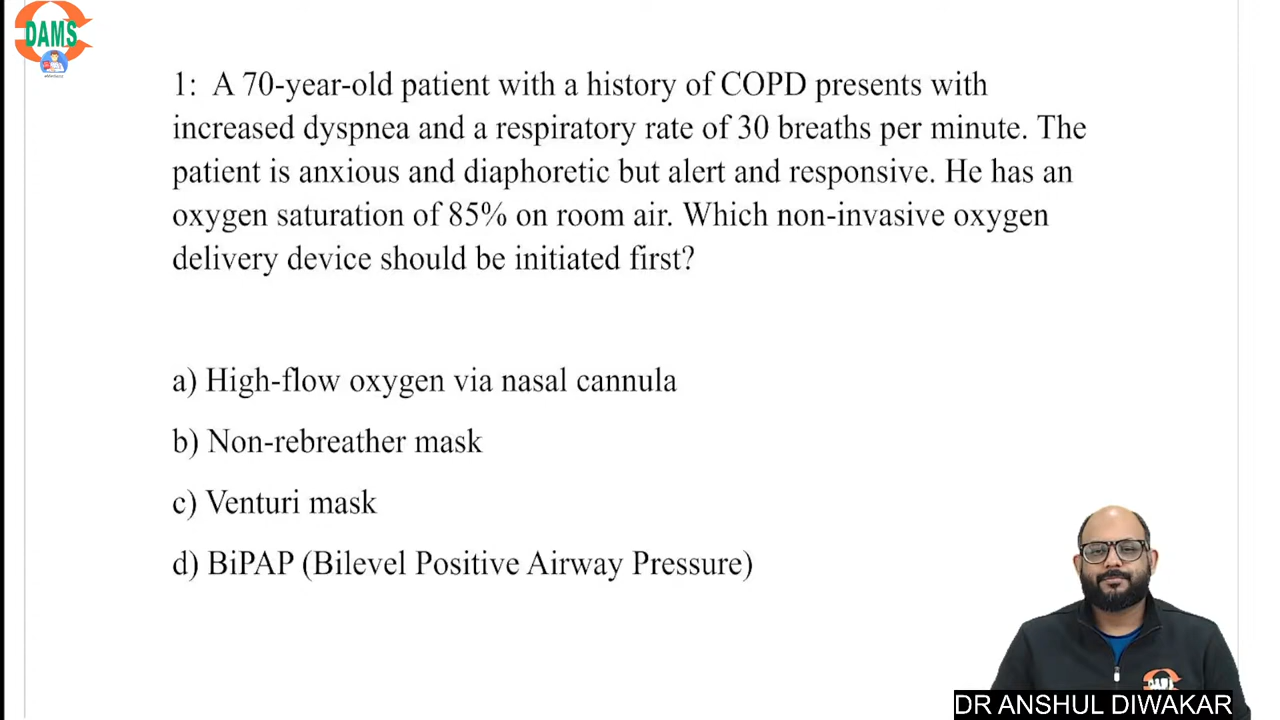 DAMS
1: A 70-year-old patient with a history of COPD presents with
increased dyspnea and a respiratory rate of 30 breaths per minute. The
patient is anxious and diaphoretic but alert and responsive. He has an
oxygen saturation of 85% on room air. Which non-invasive oxygen
delivery device should be initiated first?
a) High-flow oxygen via nasal cannula
b) Non-rebreather mask
c) Venturi mask
d) BiPAP (Bilevel Positive Airway Pressure)
DAMS
DR ANSHUL DIWAKAR